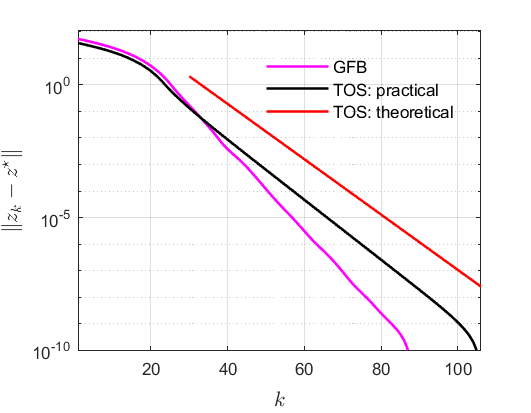 GFB
TOS: practical
TOS: theoretical
10^0
10^-5
10^-10
||z_k − z^⋆||
20 40 60 80 100
k